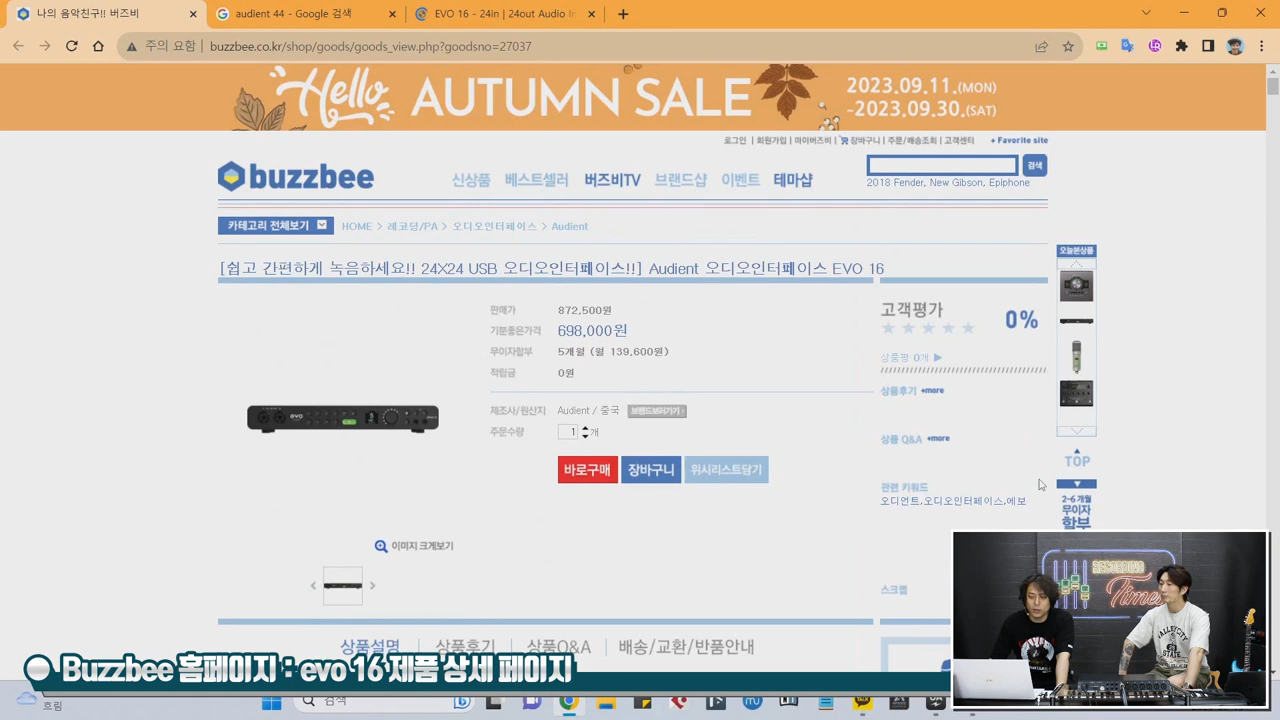 나의 음악친구!! 버즈비
audient 44 - Google 검색
EVO 16 - 24in | 24out Audio In
주의 요함
buzzbee.co.kr/shop/goods/goods_view.php?goodsno=27037
Hello AUTUMN SALE
2023.09.11.(MON)
~2023.09.30.(SAT)
로그인 | 회원가입 | 마이버즈비 | 장바구니 | 주문/배송조회 | 고객센터
+ Favorite site
buzzbee
신상품 베스트셀러 버즈비TV 브랜드샵 이벤트 테마샵
검색
2018 Fender, New Gibson, Epiphone
카테고리 전체보기
HOME > 레코딩/PA > 오디오인터페이스 > Audient
오늘본상품
[쉽고 간편하게 녹음하세요!! 24X24 USB 오디오인터페이스!!] Audient 오디오인터페이스 EVO 16
판매가 872,500원
기분좋은가격 698,000원
무이자할부 5개월 (월 139,600원)
적립금 0원
제조사/원산지 Audient / 중국 브랜드보러가기
주문수량 1 개
바로구매 장바구니 위시리스트담기
고객평가
0%
상품평 0개
상품후기 +more
상품 Q&A +more
관련 키워드
오디언트,오디오인터페이스,에보
TOP
2-6 개월
무이자
할부
evo
이미지 크게보기
스크랩
상품설명 | 상품후기 | 상품Q&A | 배송/교환/반품안내
RECORDING
Times
ALLEY CITY
STATE
Buzzbee 홈페이지 : evo 16 제품 상세 페이지
흐림
검색